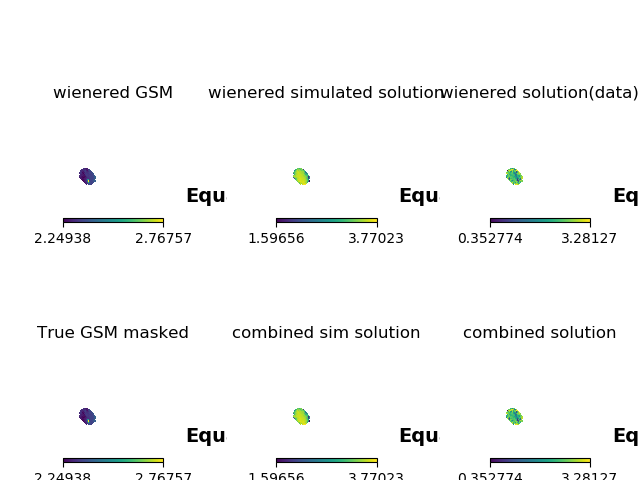 wienered GSM
wienered simulated solution
wienered solution(data)
Equ
Equ
Eq
2.24938 2.76757
1.59656 3.77023
0.352774 3.28127
True GSM masked
combined sim solution
combined solution
Equ
Equ
Eq
2.24938 2.76757
1.59656 3.77023
0.352774 3.28127